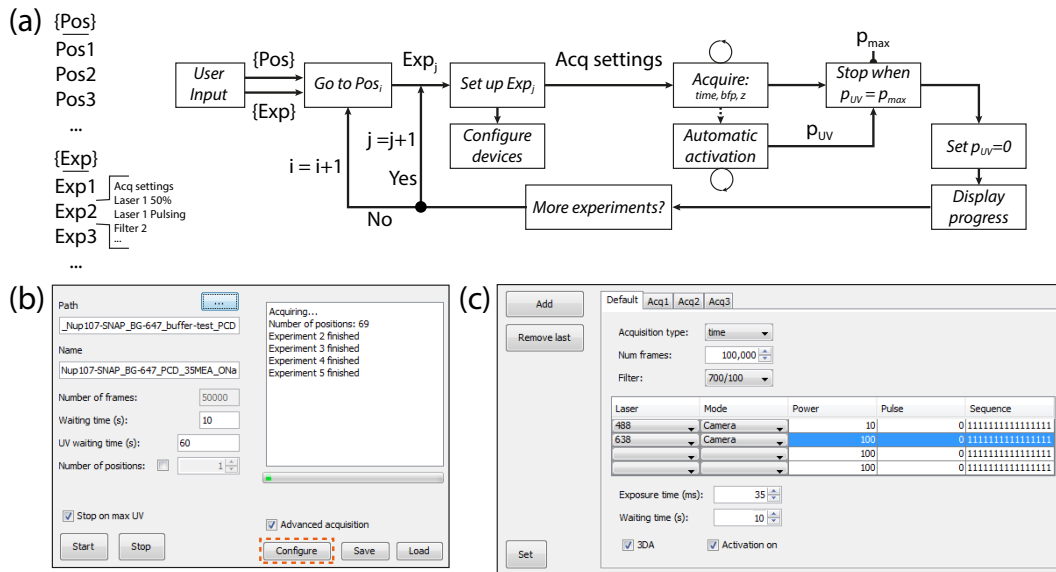 (a)
{Pos}
Pos1
Pos2
Pos3
...
{Exp}
Exp1
Exp2
Exp3
...
Acq settings
Laser 1 50%
Laser 1 Pulsing
Filter 2
...
User
Input
{Pos}
{Exp}
Go to Posi
Expj
Set up Expj
Configure
devices
Acq settings
Acquire:
time, bfp, z
Automatic
activation
pUV
pmax
Stop when
pUV = pmax
Set pUV=0
Display
progress
More experiments?
Yes
No
j =j+1
i = i+1
(b)
Path
...
_Nup107-SNAP_BG-647_buffer-test_PCD
Name
Nup107-SNAP_BG-647_PCD_35MEA_ONa
Number of frames:
50000
Waiting time (s):
10
UV waiting time (s):
60
Number of positions:
1
Stop on max UV
Start
Stop
Acquiring...
Number of positions: 69
Experiment 2 finished
Experiment 3 finished
Experiment 4 finished
Experiment 5 finished
Advanced acquisition
Configure
Save
Load
(c)
Add
Remove last
Set
Default Acq1 Acq2 Acq3
Acquisition type:
time
Num frames:
100,000
Filter:
700/100
Laser Mode Power Pulse Sequence
488 Camera 10 0 1111111111111111
638 Camera 100 0 1111111111111111
100 0 1111111111111111
100 0 1111111111111111
Exposure time (ms):
35
Waiting time (s):
10
3DA
Activation on